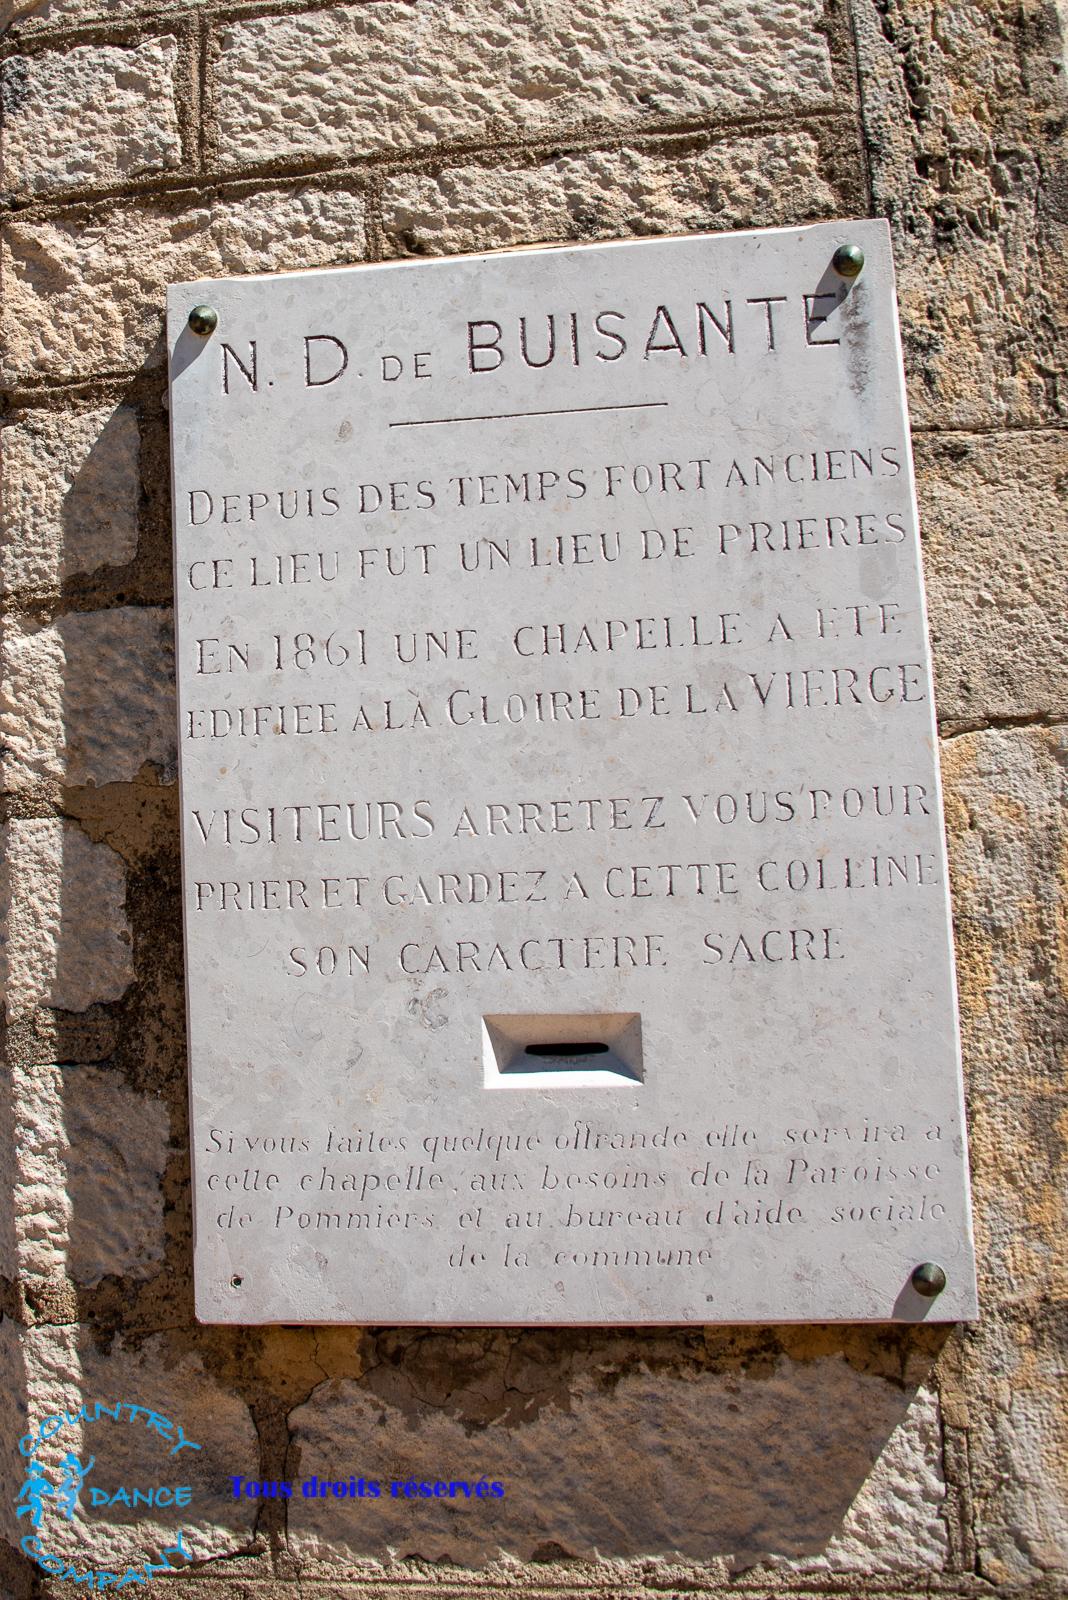 N. D. DE BUISANTE
DEPUIS DES TEMPS FORT ANCIENS
CE LIEU FUT UN LIEU DE PRIERES
EN 1861 UNE CHAPELLE A ETE
EDIFIEE A LA GLOIRE DE LA VIERGE
VISITEURS ARRETEZ VOUS POUR
PRIER ET GARDEZ A CETTE COLLINE
SON CARACTERE SACRE
Si vous faites quelque offrande elle servira à
cette chapelle, aux besoins de la Paroisse
de Pommiers et au bureau d'aide sociale
de la commune
COUNTRY
DANCE
COMPANY
Tous droits réservés